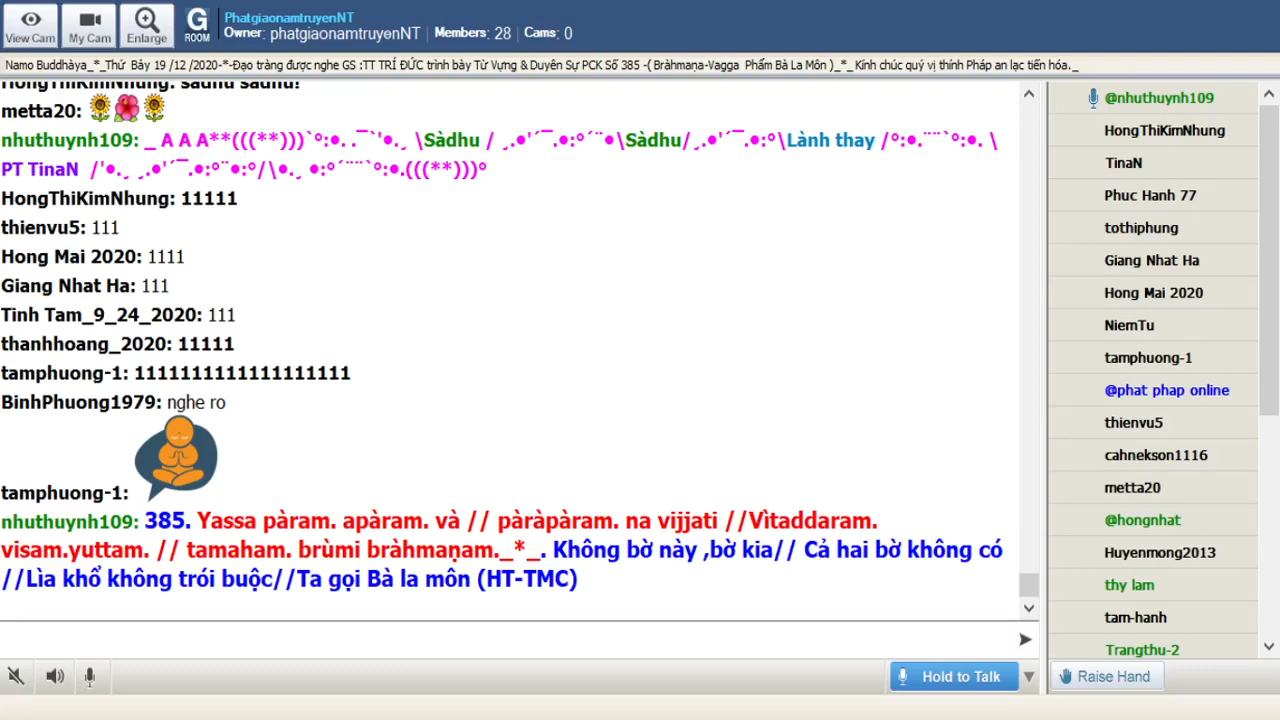 View Cam
My Cam
Enlarge
G
ROOM
PhatgiaonamtruyenNT
Owner: phatgiaonamtruyenNT | Members: 28 | Cams: 0
Namo Buddhàya_*_Thứ Bảy 19 /12 /2020-*-Đạo tràng được nghe GS :TT TRÍ ĐỨC trình bày Từ Vựng & Duyên Sự PCK Số 385 -( Bràhmaṇa-Vagga Phẩm Bà La Môn )_*_Kính chúc quý vị thính Pháp an lạc tiến hóa._
HongThiKimNhung: sadhu sadhu!
metta20:
nhuthuynh109: _ A A A**(((**)))`°:•. .¯`'•.¸ \Sàdhu / ¸.•'´¯.•:°´¨•\Sàdhu/¸.•'´¯.•:°\Lành thay /°:•.¨¨`°:•. \
PT TinaN /'•.¸ ¸.•'´¯.•:°¨•:°/\•.¸ •:°´¨¨`°:•.(((**)))°
HongThiKimNhung: 11111
thienvu5: 111
Hong Mai 2020: 1111
Giang Nhat Ha: 111
Tinh Tam_9_24_2020: 111
thanhhoang_2020: 11111
tamphuong-1: 1111111111111111111
BinhPhuong1979: nghe ro
tamphuong-1:
nhuthuynh109: 385. Yassa pàram. apàram. và // pàràpàram. na vijjati //Vìtaddaram.
visam.yuttam. // tamaham. brùmi bràhmaṇam._*_. Không bờ này ,bờ kia// Cả hai bờ không có
//Lìa khổ không trói buộc//Ta gọi Bà la môn (HT-TMC)
@nhuthuynh109
HongThiKimNhung
TinaN
Phuc Hanh 77
tothiphung
Giang Nhat Ha
Hong Mai 2020
NiemTu
tamphuong-1
@phat phap online
thienvu5
cahnekson1116
metta20
@hongnhat
Huyenmong2013
thy lam
tam-hanh
Trangthu-2
Hold to Talk
Raise Hand